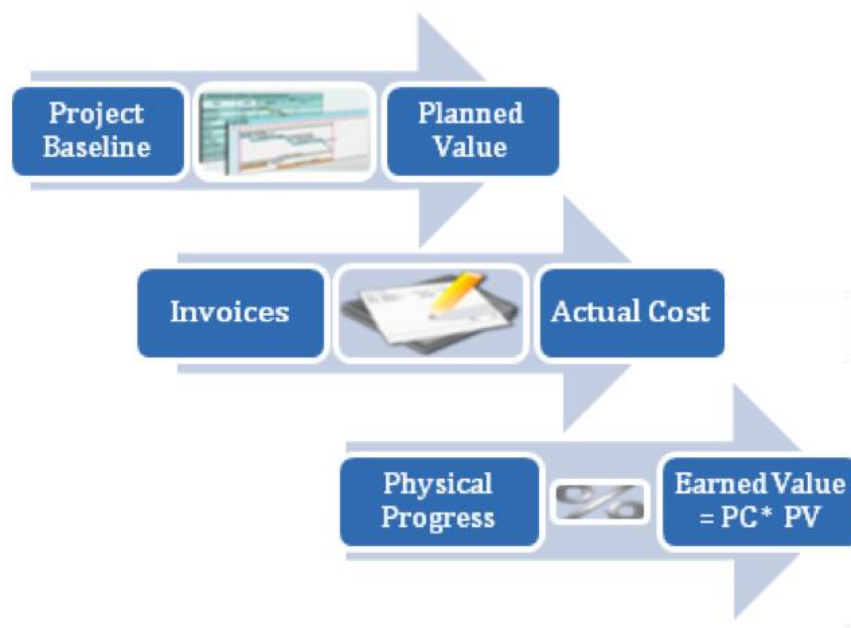 Project
Baseline
Planned
Value
Invoices
Actual Cost
Physical
Progress
%
Earned Value
= PC* PV